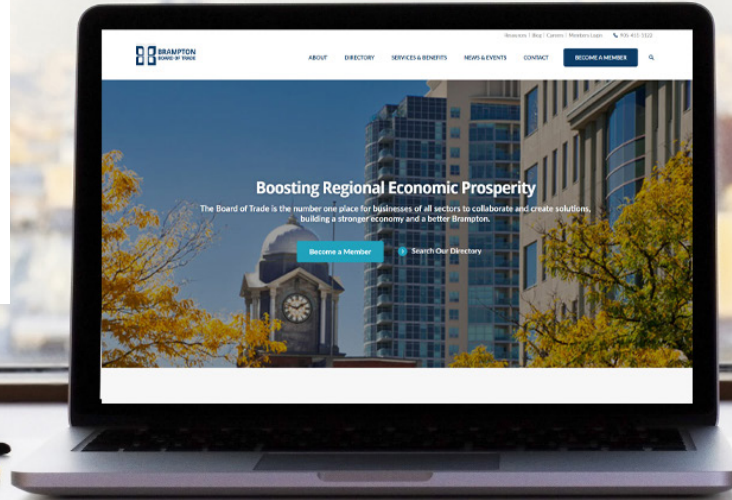 Resources | Blog | Careers | Members Login
BRAMPTON
BOARD OF TRADE
ABOUT DIRECTORY SERVICES & BENEFITS NEWS & EVENTS CONTACT BECOME A MEMBER
Boosting Regional Economic Prosperity
The Board of Trade is the number one place for businesses of all sectors to collaborate and create solutions,
building a stronger economy and a better Brampton.
Become a Member Search Our Directory